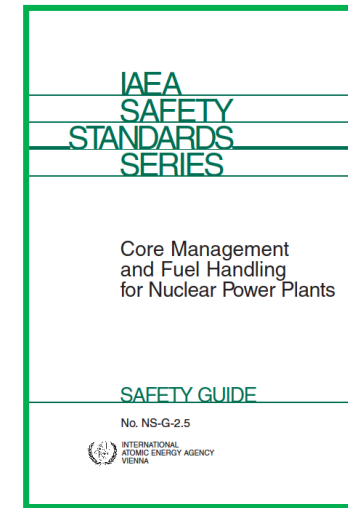 IAEA
SAFETY
STANDARDS
SERIES
Core Management
and Fuel Handling
for Nuclear Power Plants
SAFETY GUIDE
No. NS-G-2.5
INTERNATIONAL
ATOMIC ENERGY AGENCY
VIENNA